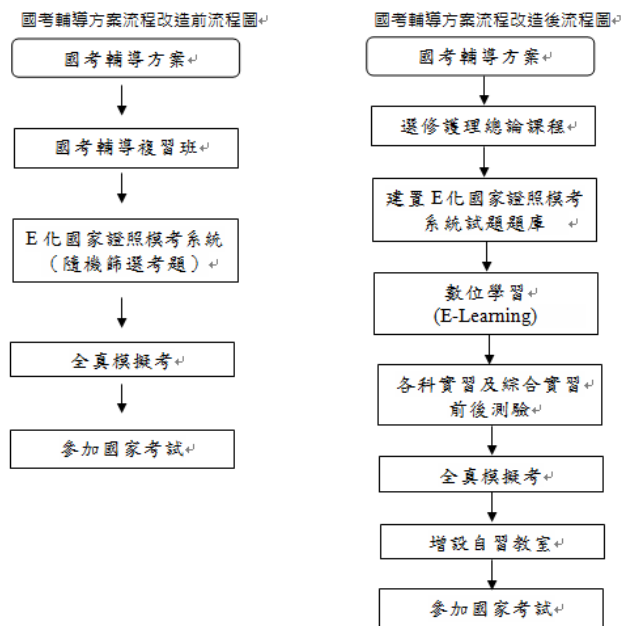 國考輔導方案流程改造前流程圖
國考輔導方案
國考輔導複習班
E 化國家證照模考系統
（隨機篩選考題）
全真模擬考
參加國家考試
國考輔導方案流程改造後流程圖
國考輔導方案
選修護理總論課程
建置 E 化國家證照模考
系統試題題庫
數位學習
(E-Learning)
各科實習及綜合實習
前後測驗
全真模擬考
增設自習教室
參加國家考試